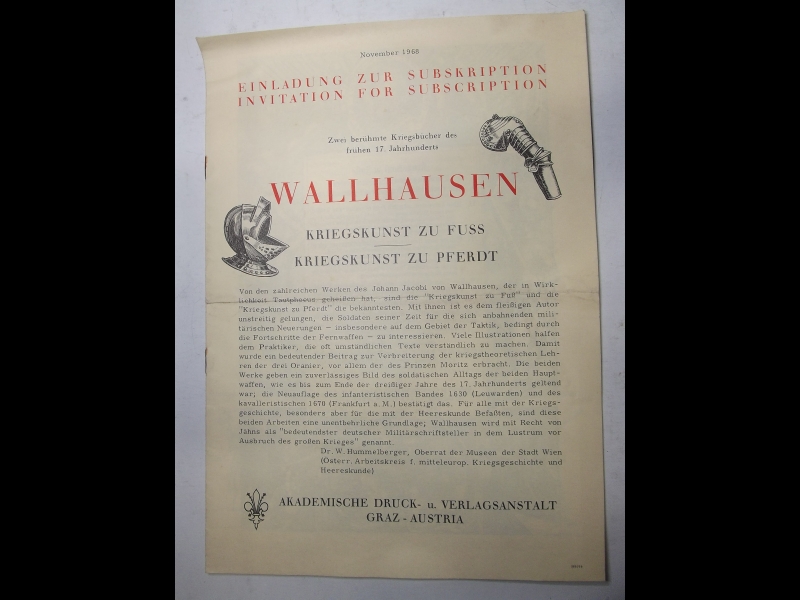 November 1968
EINLADUNG ZUR SUBSKRIPTION
INVITATION FOR SUBSCRIPTION
Zwei berühmte Kriegsbücher des
frühen 17. Jahrhunderts
WALLHAUSEN
KRIEGSKUNST ZU FUSS
KRIEGSKUNST ZU PFERDT
Von den zahlreichen Werken des Johann Jacobi von Wallhausen, der in Wirk-
lichkeit Tautphoeus geheißen hat, sind die "Kriegskunst zu Fuß" und die
"Kriegskunst zu Pferdt" die bekanntesten. Mit ihnen ist es dem fleißigen Autor
unstreitig gelungen, die Soldaten seiner Zeit für die sich anbahnenden mili-
tärischen Neuerungen – insbesondere auf dem Gebiet der Taktik, bedingt durch
die Fortschritte der Fernwaffen – zu interessieren. Viele Illustrationen halfen
dem Praktiker, die oft umständlichen Texte verständlich zu machen. Damit
wurde ein bedeutender Beitrag zur Verbreiterung der kriegstheoretischen Leh-
ren der drei Oranier, vor allem der des Prinzen Moritz erbracht. Die beiden
Werke geben ein zuverlässiges Bild des soldatischen Alltags der beiden Haupt-
waffen, wie es bis zum Ende der dreißiger Jahre des 17. Jahrhunderts geltend
war; die Neuauflage des infanteristischen Bandes 1630 (Leuwarden) und des
kavalleristischen 1670 (Frankfurt a. M.) bestätigt das. Für alle mit der Kriegs-
geschichte, besonders aber für die mit der Heereskunde Befaßten, sind diese
beiden Arbeiten eine unentbehrliche Grundlage; Wallhausen wird mit Recht von
Jähns als "bedeutendster deutscher Militärschriftsteller in dem Lustrum vor
Ausbruch des großen Krieges" genannt.
Dr. W. Hummelberger, Oberrat der Museen der Stadt Wien
(Österr. Arbeitskreis f. mitteleurop. Kriegsgeschichte und
Heereskunde)
AKADEMISCHE DRUCK- u. VERLAGSANSTALT
GRAZ - AUSTRIA